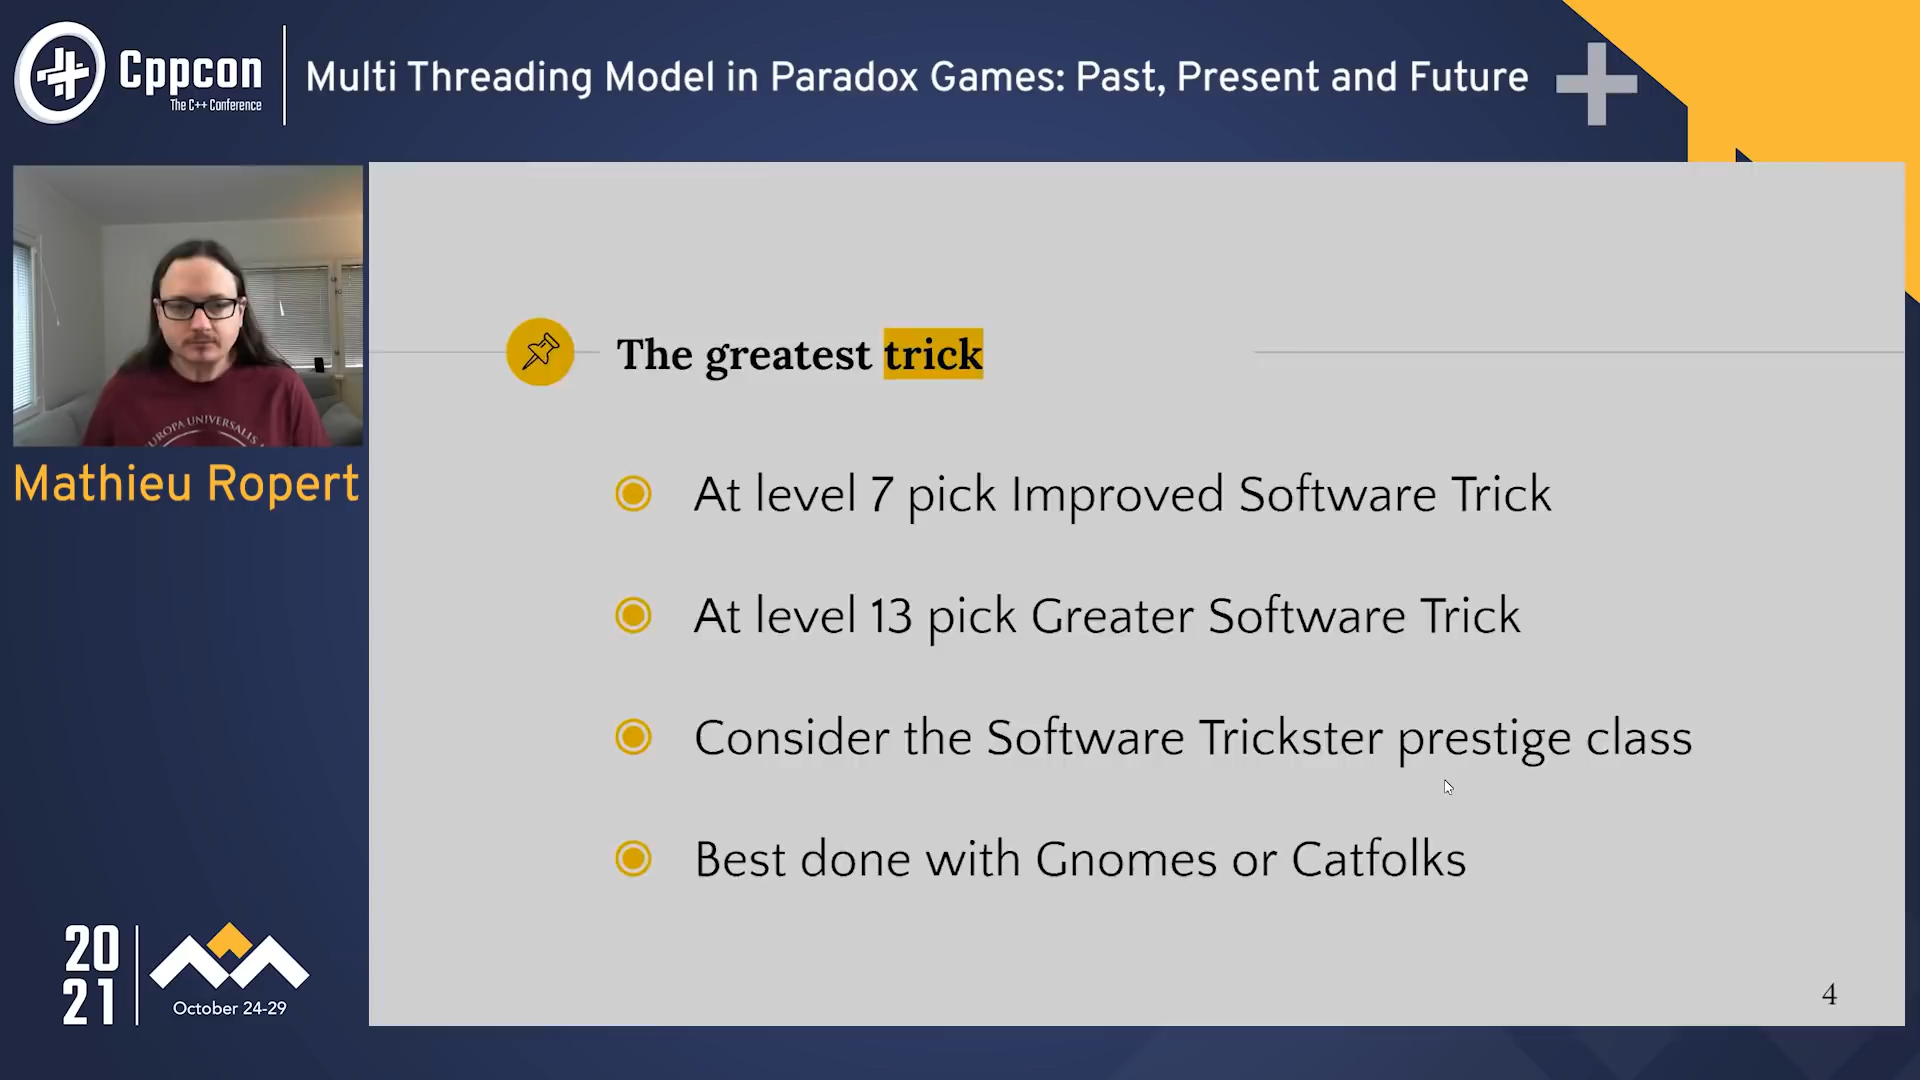 Cppcon
The C++ Conference
Multi Threading Model in Paradox Games: Past, Present and Future
UROPA UNIVERSALIS
Mathieu Ropert
The greatest trick
At level 7 pick Improved Software Trick
At level 13 pick Greater Software Trick
Consider the Software Trickster prestige class
Best done with Gnomes or Catfolks
4
20
21
October 24-29